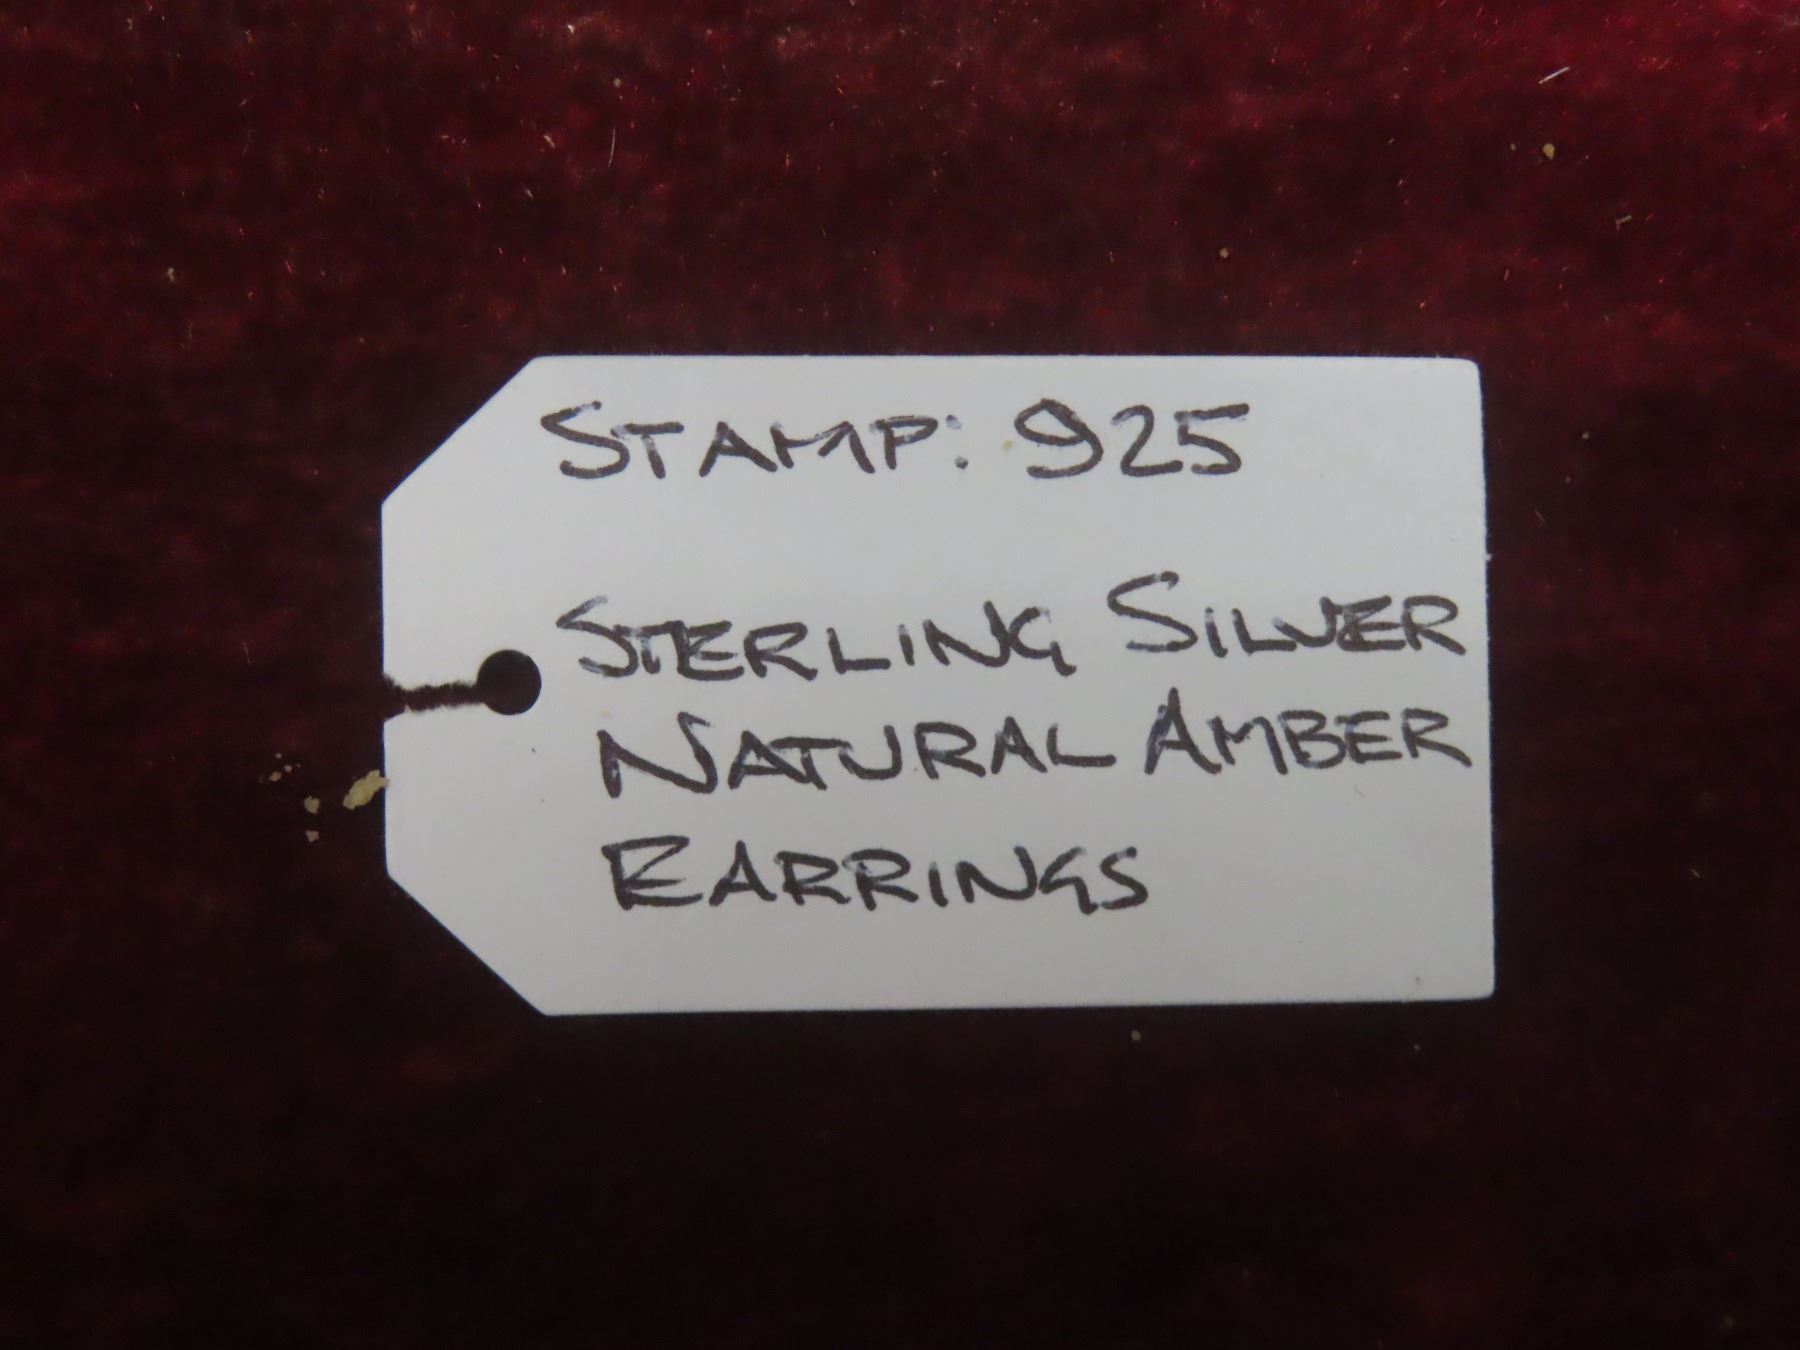 STAMP: 925
STERLING SILVER
NATURAL AMBER
EARRINGS